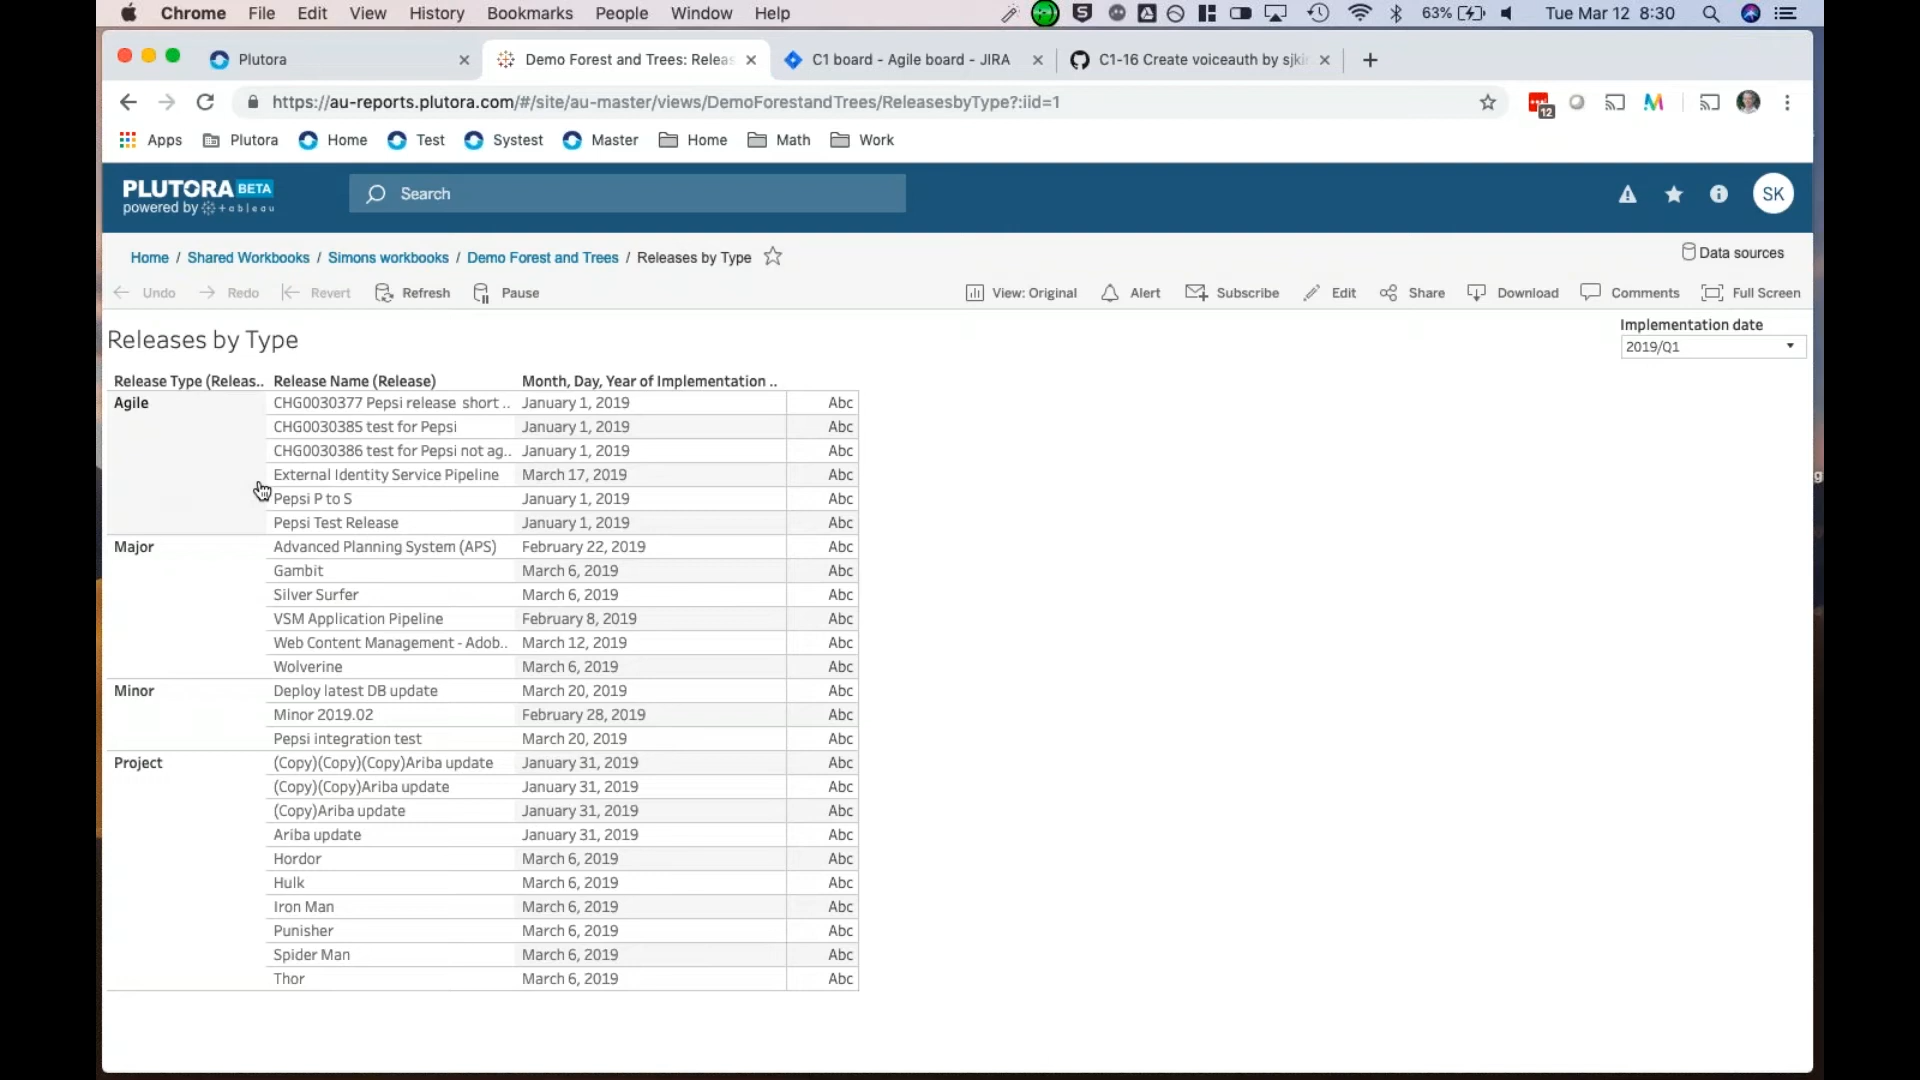 Chrome File Edit View History Bookmarks People Window Help 63% Tue Mar 12 8:30
Plutora Demo Forest and Trees: Releas C1 board - Agile board - JIRA C1-16 Create voiceauth by sjki
https://au-reports.plutora.com/#/site/au-master/views/DemoForestandTrees/ReleasesbyType?:iid=1 12
Apps Plutora Home Test Systest Master Home Math Work
PLUTORA BETA
powered by +ableau
Search
SK
Home / Shared Workbooks / Simons workbooks / Demo Forest and Trees / Releases by Type Data sources
Undo Redo Revert Refresh Pause View: Original Alert Subscribe Edit Share Download Comments Full Screen
Releases by Type
Implementation date
2019/Q1
Release Type (Releas.. Release Name (Release) Month, Day, Year of Implementation ..
Agile CHG0030377 Pepsi release short .. January 1, 2019 Abc
CHG0030385 test for Pepsi January 1, 2019 Abc
CHG0030386 test for Pepsi not ag.. January 1, 2019 Abc
External Identity Service Pipeline March 17, 2019 Abc
Pepsi P to S January 1, 2019 Abc
Pepsi Test Release January 1, 2019 Abc
Major Advanced Planning System (APS) February 22, 2019 Abc
Gambit March 6, 2019 Abc
Silver Surfer March 6, 2019 Abc
VSM Application Pipeline February 8, 2019 Abc
Web Content Management - Adob.. March 12, 2019 Abc
Wolverine March 6, 2019 Abc
Minor Deploy latest DB update March 20, 2019 Abc
Minor 2019.02 February 28, 2019 Abc
Pepsi integration test March 20, 2019 Abc
Project (Copy)(Copy)(Copy)Ariba update January 31, 2019 Abc
(Copy)(Copy)Ariba update January 31, 2019 Abc
(Copy)Ariba update January 31, 2019 Abc
Ariba update January 31, 2019 Abc
Hordor March 6, 2019 Abc
Hulk March 6, 2019 Abc
Iron Man March 6, 2019 Abc
Punisher March 6, 2019 Abc
Spider Man March 6, 2019 Abc
Thor March 6, 2019 Abc